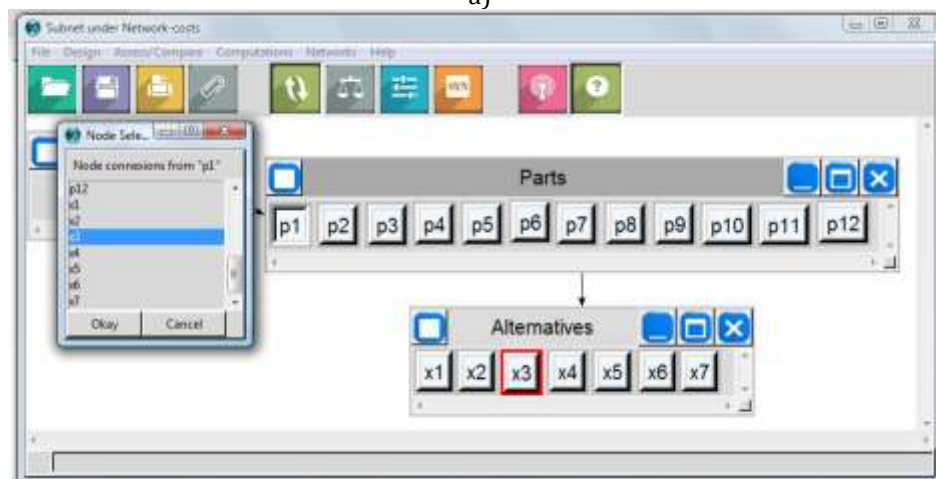 a)
Subnet under Network-costs
File Design Assess/Compare Computations Networks Help
Node Sele...
Node connexions from "p1"
p12
x1
x2
x3
x4
x5
x6
x7
Okay Cancel
Parts
p1 p2 p3 p4 p5 p6 p7 p8 p9 p10 p11 p12
Alternatives
x1 x2 x3 x4 x5 x6 x7